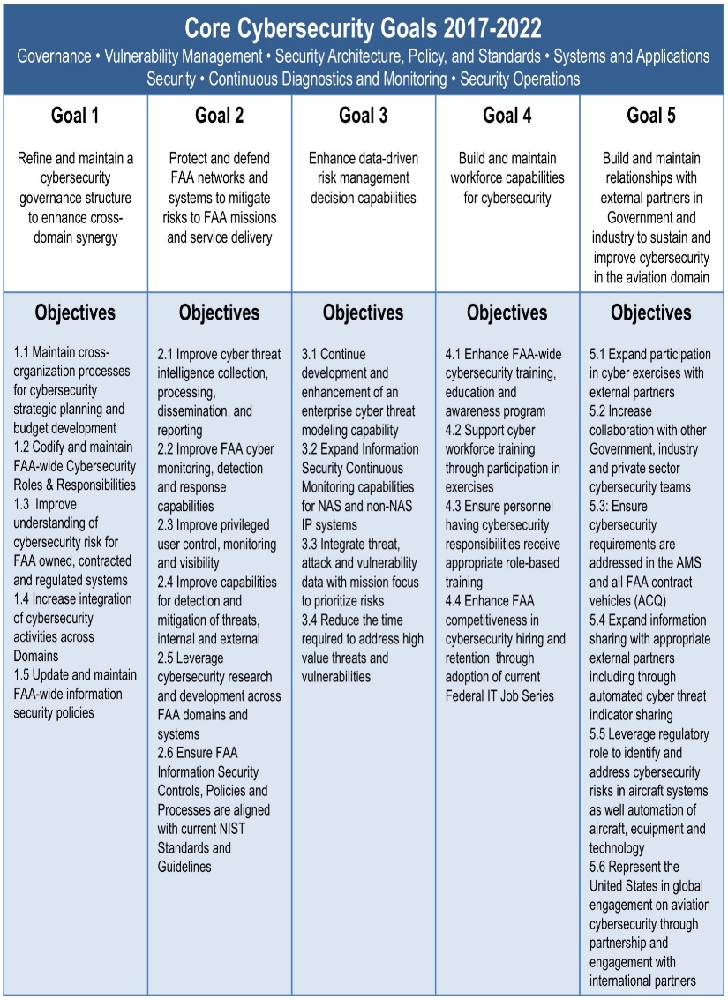 Core Cybersecurity Goals 2017-2022
Governance • Vulnerability Management • Security Architecture, Policy, and Standards • Systems and Applications
Security • Continuous Diagnostics and Monitoring • Security Operations
Goal 1
Refine and maintain a
cybersecurity
governance structure
to enhance cross-
domain synergy
Goal 2
Protect and defend
FAA networks and
systems to mitigate
risks to FAA missions
and service delivery
Goal 3
Enhance data-driven
risk management
decision capabilities
Goal 4
Build and maintain
workforce capabilities
for cybersecurity
Goal 5
Build and maintain
relationships with
external partners in
Government and
industry to sustain and
improve cybersecurity
in the aviation domain
Objectives
1.1 Maintain cross-
organization processes
for cybersecurity
strategic planning and
budget development
1.2 Codify and maintain
FAA-wide Cybersecurity
Roles & Responsibilities
1.3 Improve
understanding of
cybersecurity risk for
FAA owned, contracted
and regulated systems
1.4 Increase integration
of cybersecurity
activities across
Domains
1.5 Update and maintain
FAA-wide information
security policies
Objectives
2.1 Improve cyber threat
intelligence collection,
processing,
dissemination, and
reporting
2.2 Improve FAA cyber
monitoring, detection
and response
capabilities
2.3 Improve privileged
user control, monitoring
and visibility
2.4 Improve capabilities
for detection and
mitigation of threats,
internal and external
2.5 Leverage
cybersecurity research
and development across
FAA domains and
systems
2.6 Ensure FAA
Information Security
Controls, Policies and
Processes are aligned
with current NIST
Standards and
Guidelines
Objectives
3.1 Continue
development and
enhancement of an
enterprise cyber threat
modeling capability
3.2 Expand Information
Security Continuous
Monitoring capabilities
for NAS and non-NAS
IP systems
3.3 Integrate threat,
attack and vulnerability
data with mission focus
to prioritize risks
3.4 Reduce the time
required to address high
value threats and
vulnerabilities
Objectives
4.1 Enhance FAA-wide
cybersecurity training,
education and
awareness program
4.2 Support cyber
workforce training
through participation in
exercises
4.3 Ensure personnel
having cybersecurity
responsibilities receive
appropriate role-based
training
4.4 Enhance FAA
competitiveness in
cybersecurity hiring and
retention through
adoption of current
Federal IT Job Series
Objectives
5.1 Expand participation
in cyber exercises with
external partners
5.2 Increase
collaboration with other
Government, industry
and private sector
cybersecurity teams
5.3: Ensure
cybersecurity
requirements are
addressed in the AMS
and all FAA contract
vehicles (ACQ)
5.4 Expand information
sharing with appropriate
external partners
including through
automated cyber threat
indicator sharing
5.5 Leverage regulatory
role to identify and
address cybersecurity
risks in aircraft systems
as well automation of
aircraft, equipment and
technology
5.6 Represent the
United States in global
engagement on aviation
cybersecurity through
partnership and
engagement with
international partners